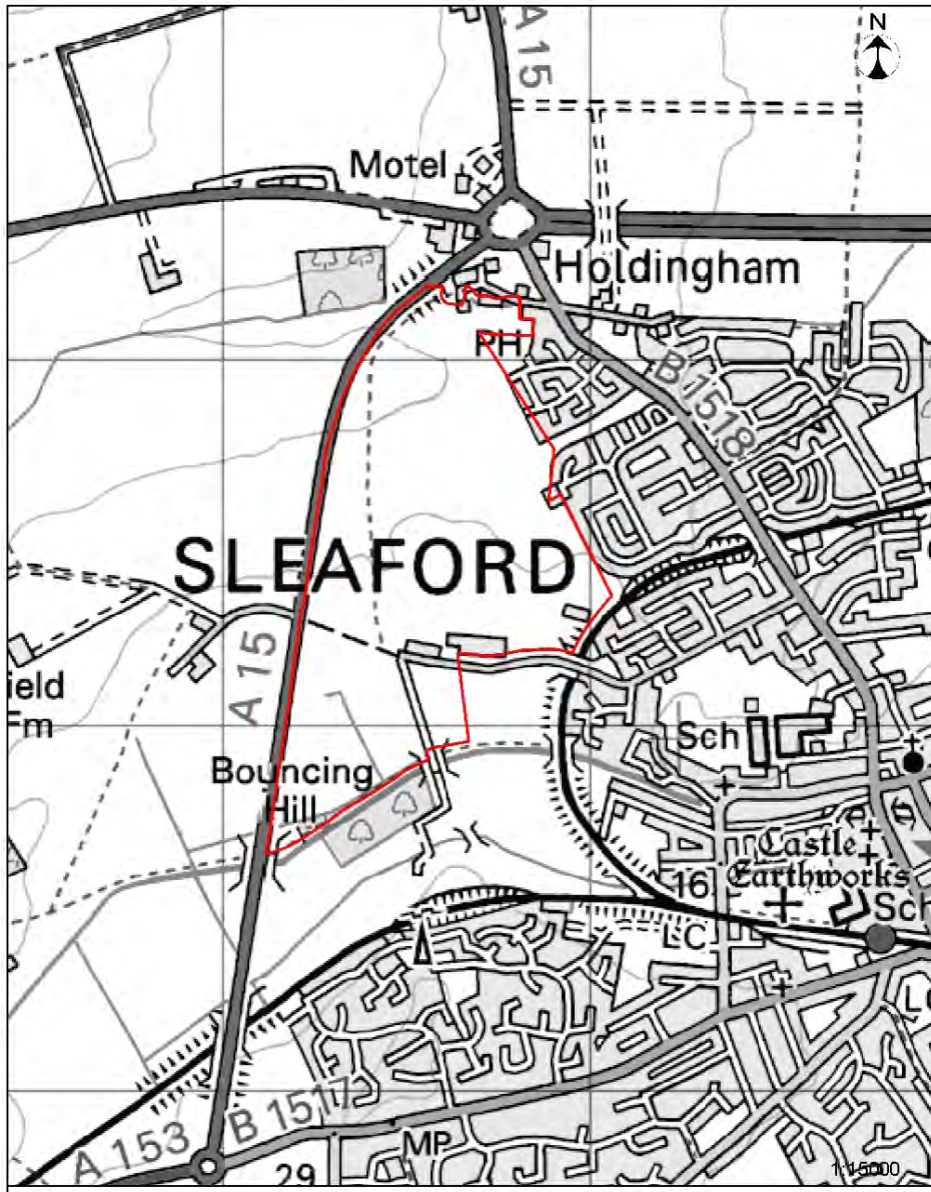 A 15
N
Motel
Holdingham
PH
B 1518
SLEAFORD
A 15
ield
Fm
Sch
Bouncing
Hill
Castle
Earthworks
16
Sch
LC
A 153
B 1517
MP
29
1:15000